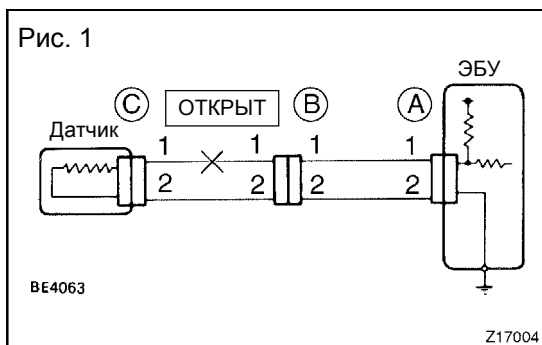 Рис. 1
ЭБУ
C ОТКРЫТ B A
Датчик
1 1 1 1
2 2 2 2
BE4063
Z17004